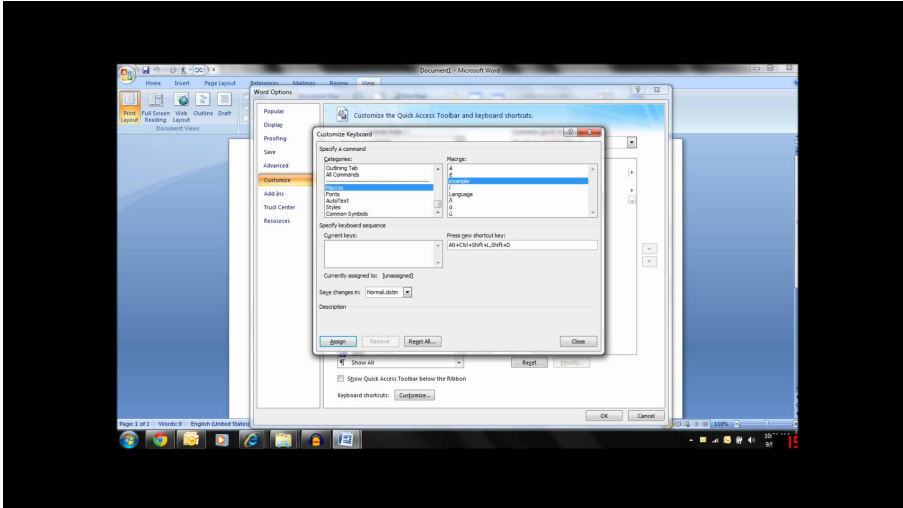 Document1 - Microsoft Word
Home Insert Page Layout References Mailings Review View
Print Layout
Full Screen Reading
Web Layout
Outline
Draft
Document Views
Word Options
Popular
Display
Proofing
Save
Advanced
Customize
Add-Ins
Trust Center
Resources
Customize the Quick Access Toolbar and keyboard shortcuts.
Customize Keyboard
Specify a command
Categories:
Outlining Tab
All Commands
Macros
Fonts
AutoText
Styles
Common Symbols
Macros:
á
é
example
í
Language
ñ
ó
ú
Specify keyboard sequence
Current keys:
Press new shortcut key:
Alt+Ctrl+Shift+L,Shift+D
Currently assigned to: [unassigned]
Save changes in: Normal.dotm
Description
Assign Remove Reset All... Close
Show All
Reset Modify...
Show Quick Access Toolbar below the Ribbon
Keyboard shortcuts: Customize...
OK Cancel
Page: 1 of 1 Words: 0 English (United States)
110%